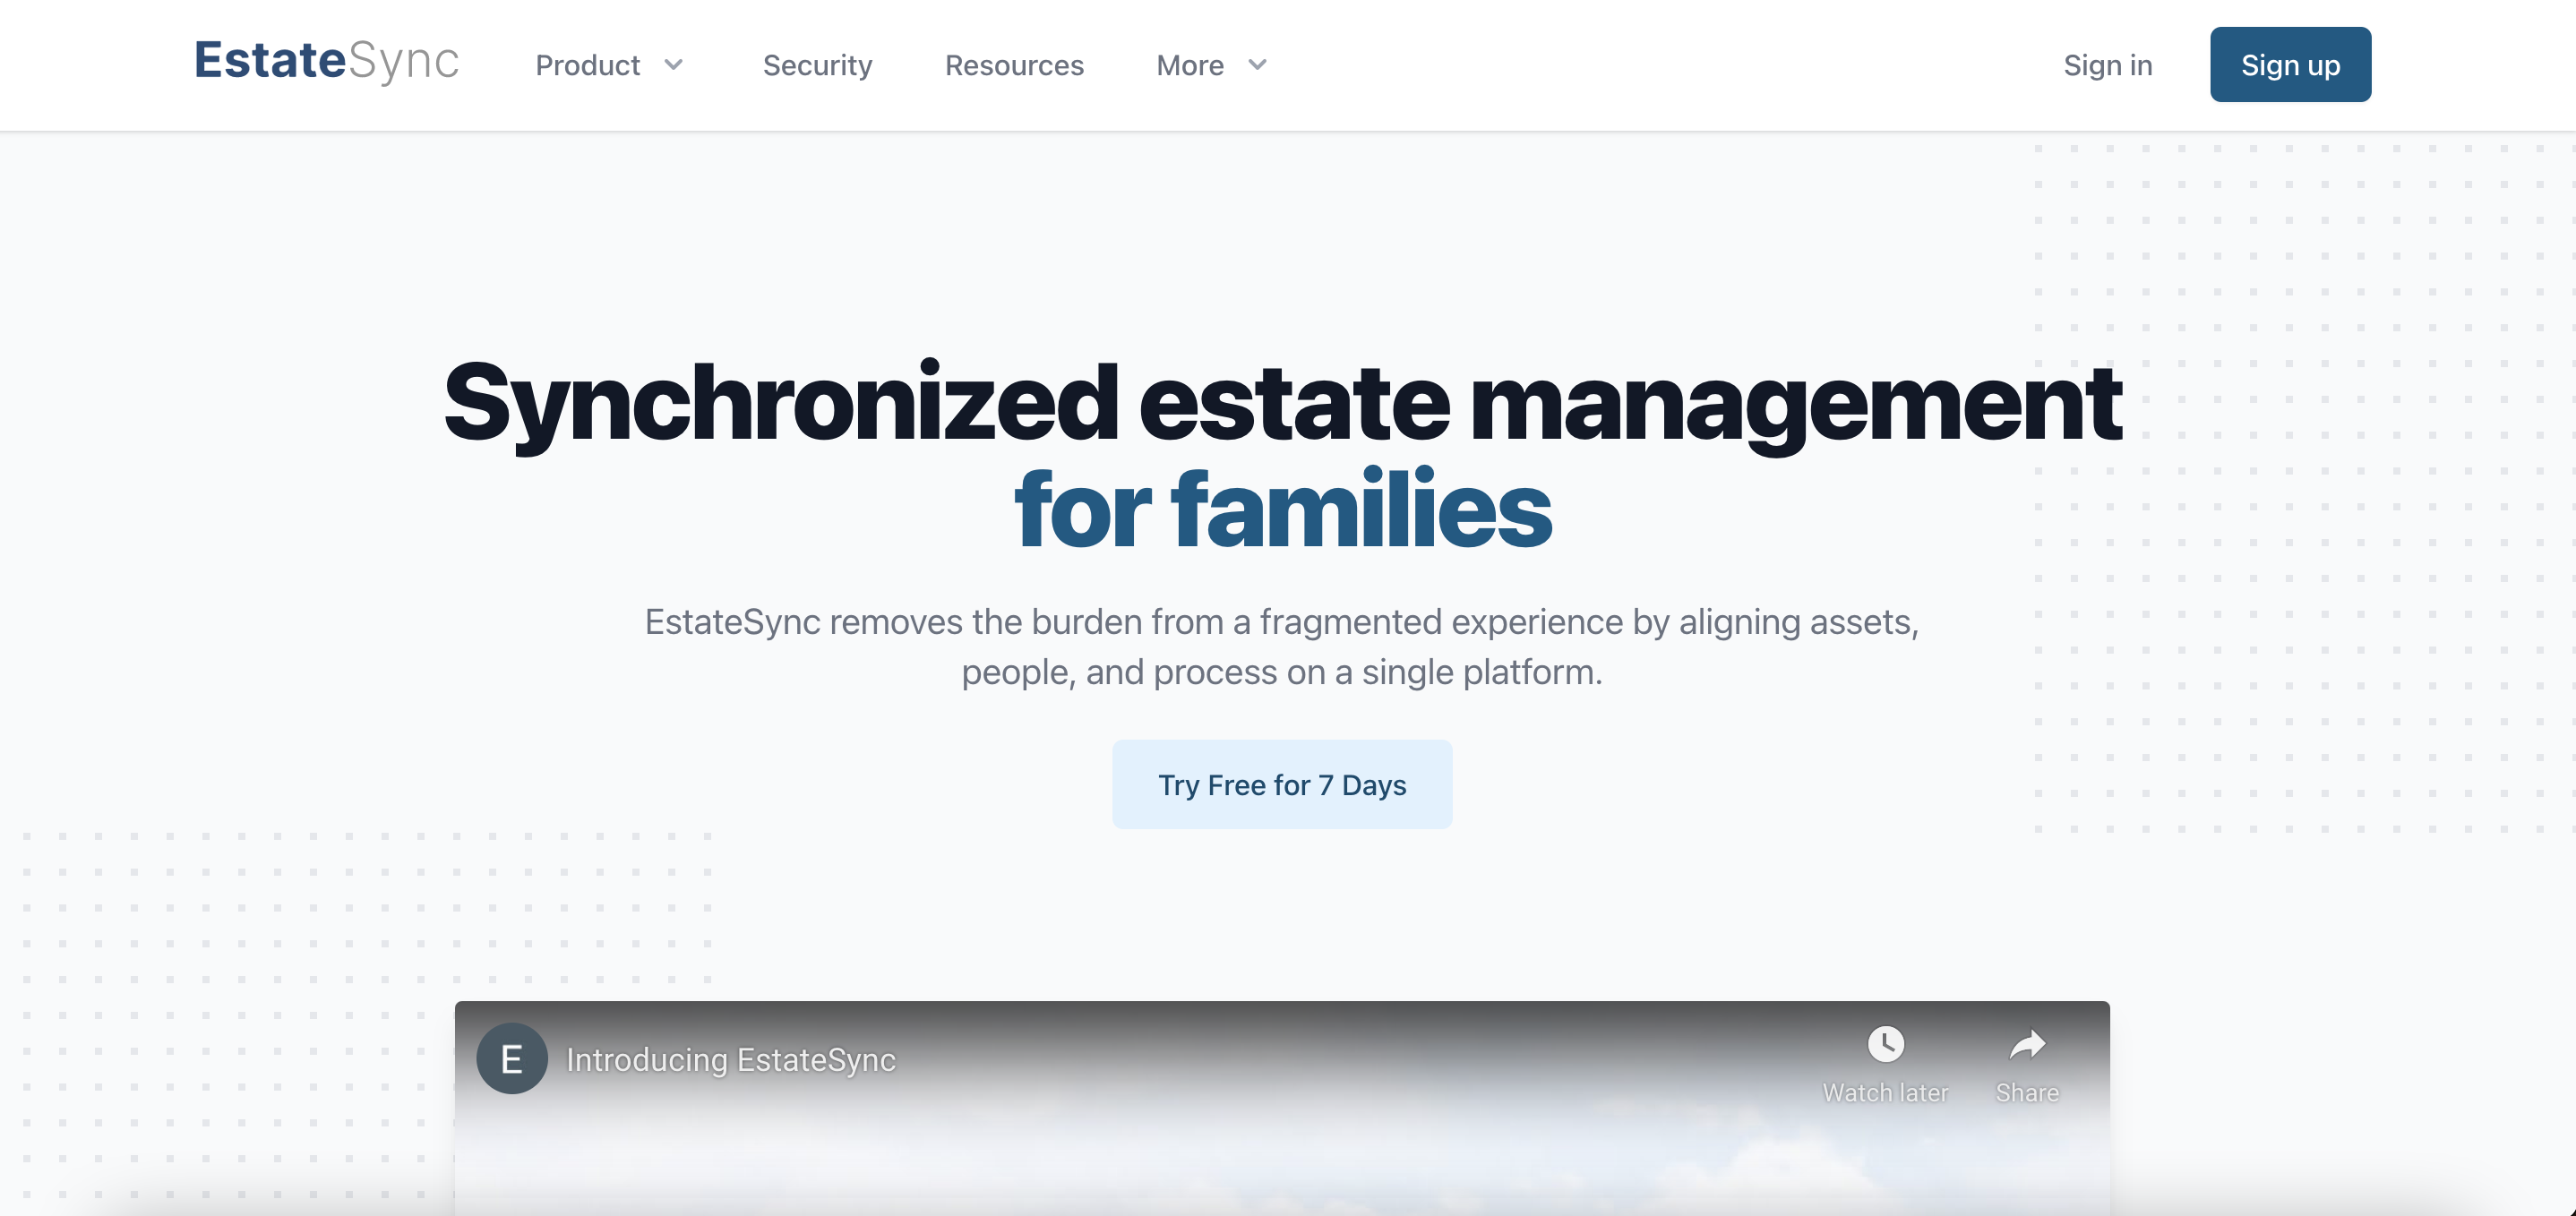 EstateSync Product Security Resources More Sign in Sign up
Synchronized estate management
for families
EstateSync removes the burden from a fragmented experience by aligning assets,
people, and process on a single platform.
Try Free for 7 Days
E Introducing EstateSync
Watch later Share